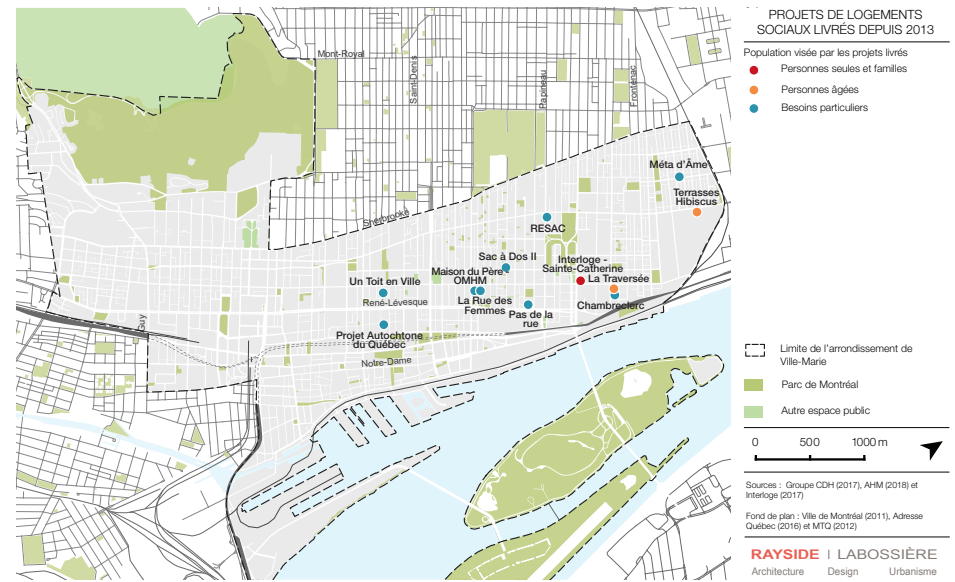 PROJETS DE LOGEMENTS
SOCIAUX LIVRÉS DEPUIS 2013
Population visée par les projets livrés
Personnes seules et familles
Personnes âgées
Besoins particuliers
Mont-Royal
Saint-Denis
Papineau
Frontenac
Sherbrooke
Méta d'Âme
Terrasses
Hibiscus
RESAC
Sac à Dos II
Interloge -
Sainte-Catherine
La Traversée
Chambreclerc
Maison du Père
OMHM
La Rue des
Femmes
Pas de la
rue
Un Toit en Ville
René-Lévesque
Projet Autochtone
du Québec
Notre-Dame
Guy
Limite de l'arrondissement de
Ville-Marie
Parc de Montréal
Autre espace public
0 500 1000 m
Sources : Groupe CDH (2017), AHM (2018) et
Interloge (2017)
Fond de plan : Ville de Montréal (2011), Adresse
Québec (2016) et MTQ (2012)
RAYSIDE | LABOSSIÈRE
Architecture Design Urbanisme